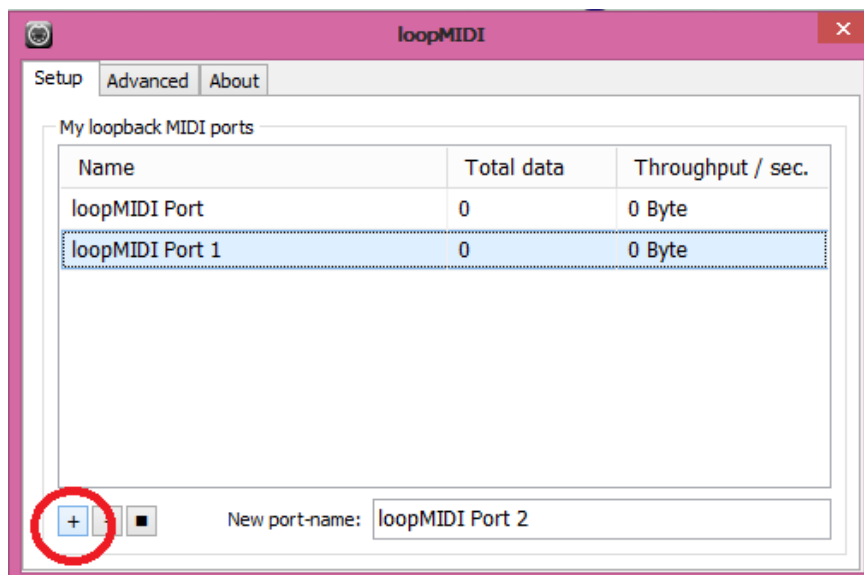 loopMIDI
Setup Advanced About
My loopback MIDI ports
Name Total data Throughput / sec.
loopMIDI Port 0 0 Byte
loopMIDI Port 1 0 0 Byte
+ - New port-name: loopMIDI Port 2